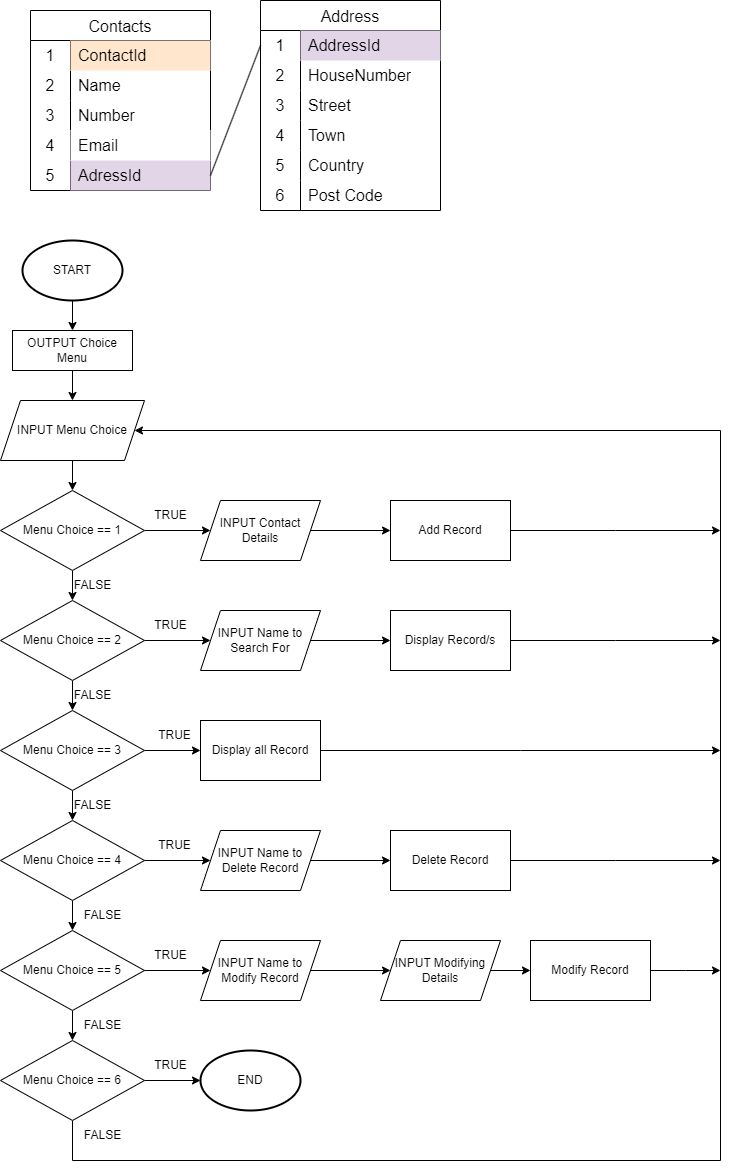 Contacts
1 ContactId
2 Name
3 Number
4 Email
5 AdressId
Address
1 AddressId
2 HouseNumber
3 Street
4 Town
5 Country
6 Post Code
START
OUTPUT Choice
Menu
INPUT Menu Choice
Menu Choice == 1
TRUE
INPUT Contact
Details
Add Record
FALSE
Menu Choice == 2
TRUE
INPUT Name to
Search For
Display Record/s
FALSE
Menu Choice == 3
TRUE
Display all Record
FALSE
Menu Choice == 4
TRUE
INPUT Name to
Delete Record
Delete Record
FALSE
Menu Choice == 5
TRUE
INPUT Name to
Modify Record
INPUT Modifying
Details
Modify Record
FALSE
Menu Choice == 6
TRUE
END
FALSE